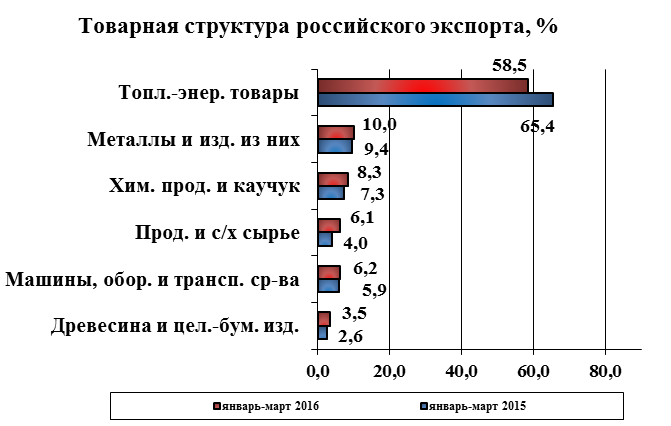 Товарная структура российского экспорта, %
58,5
Топл.-энер. товары
65,4
10,0
Металлы и изд. из них
9,4
8,3
Хим. прод. и каучук
7,3
6,1
Прод. и с/х сырье
4,0
6,2
Машины, обор. и трансп. ср-ва
5,9
3,5
Древесина и цел.-бум. изд.
2,6
0,0 20,0 40,0 60,0 80,0
январь-март 2016 январь-март 2015